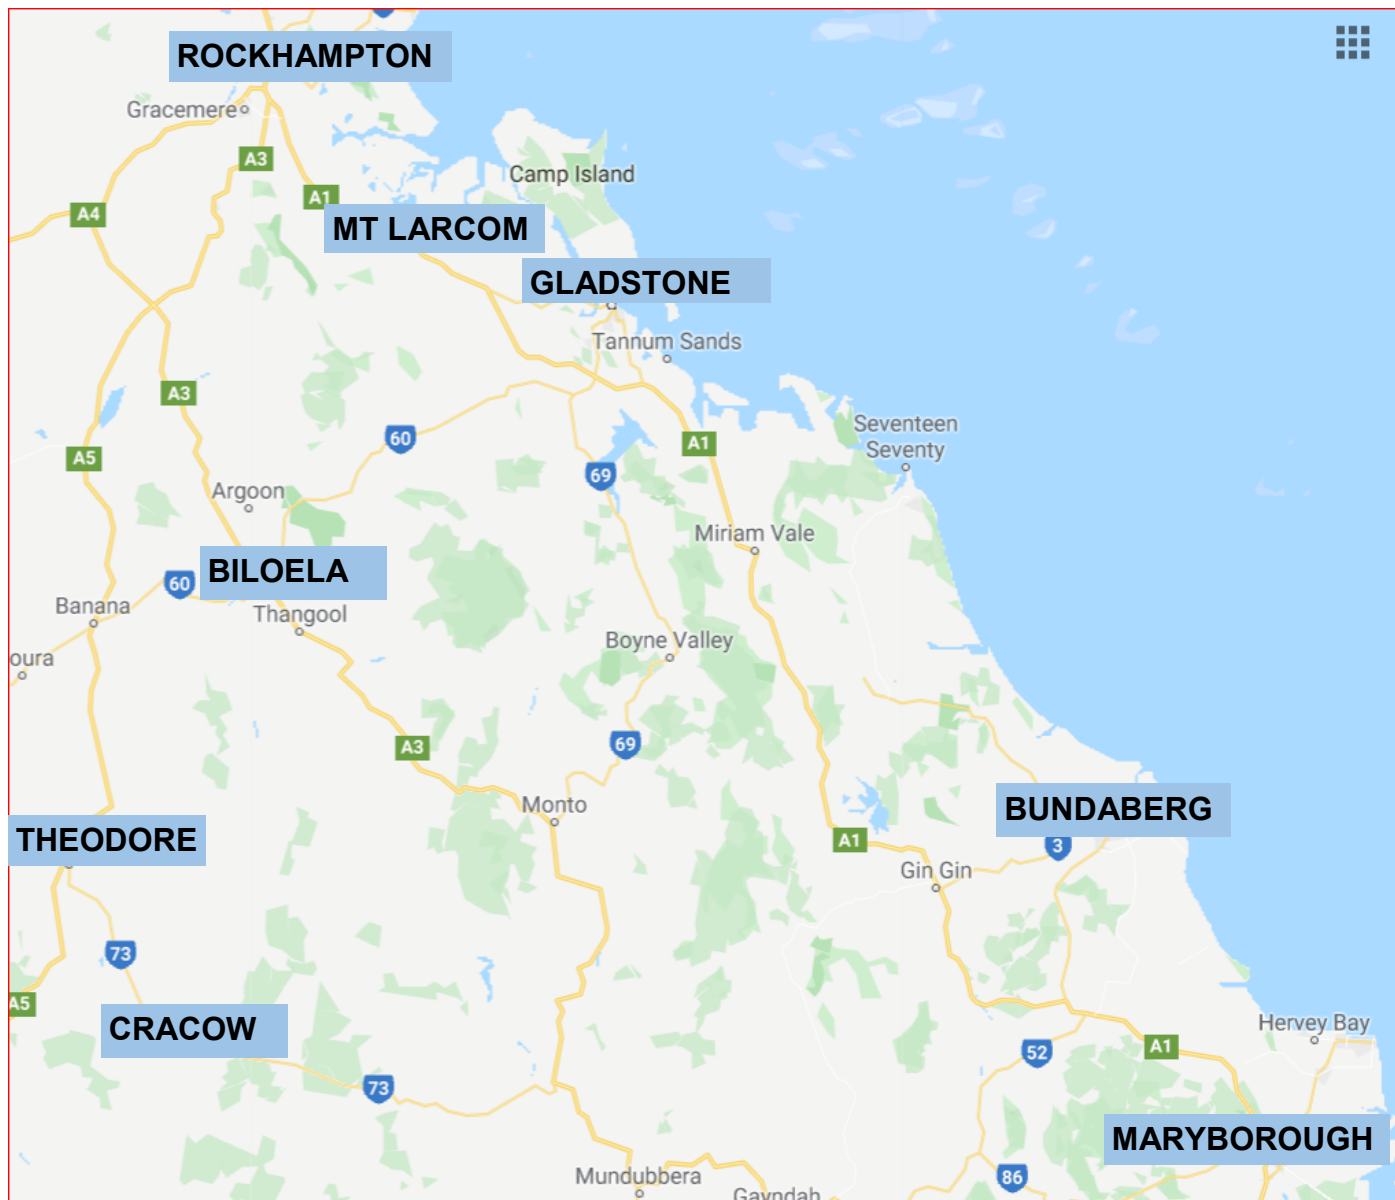 ROCKHAMPTON
Gracemere
A3
Camp Island
A1
A4
MT LARCOM
GLADSTONE
Tannum Sands
A3
Seventeen
Seventy
60
A1
A5
69
Argoon
Miriam Vale
BILOELA
60
Banana
Thangool
Boyne Valley
oura
69
A3
Monto
BUNDABERG
THEODORE
A1
3
Gin Gin
73
A5
CRACOW
Hervey Bay
A1
52
73
MARYBOROUGH
Mundubbera
86
Gayndah